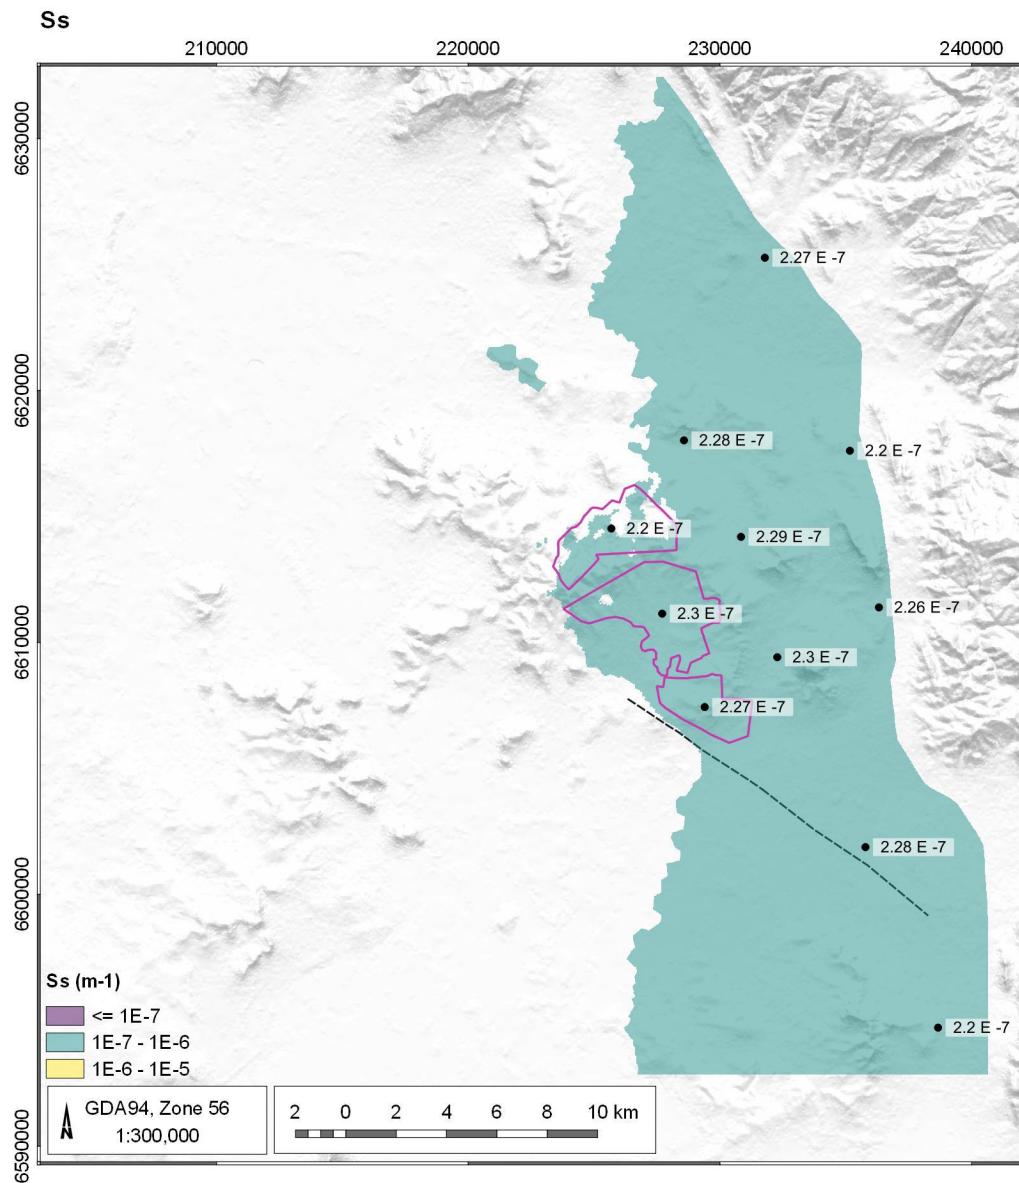 Ss
210000
220000
230000
240000
6630000
6620000
6610000
6600000
6590000
2.27 E -7
2.28 E -7
2.2 E -7
2.2 E -7
2.29 E -7
2.26 E -7
2.3 E -7
2.3 E -7
2.27 E -7
2.28 E -7
2.2 E -7
Ss (m-1)
<= 1E-7
1E-7 - 1E-6
1E-6 - 1E-5
N
GDA94, Zone 56
1:300,000
2 0 2 4 6 8 10 km